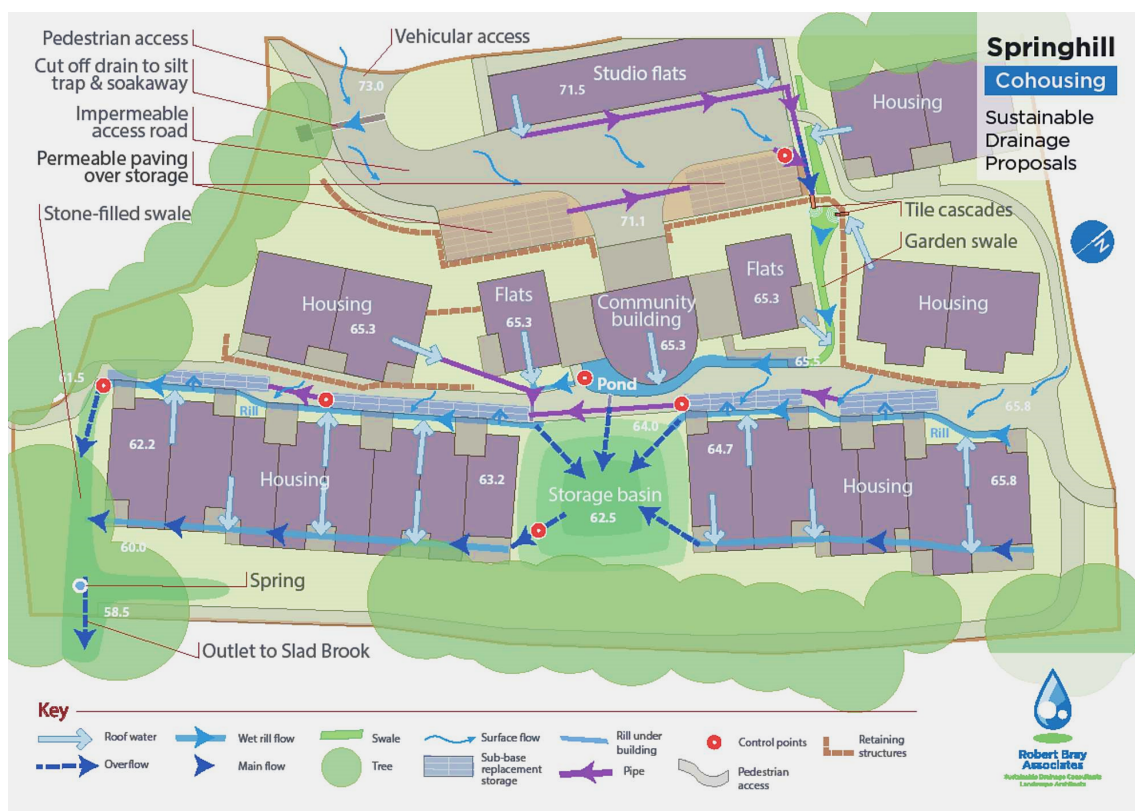 Springhill
Cohousing
Sustainable
Drainage
Proposals
Pedestrian access
Vehicular access
Cut off drain to silt
trap & soakaway
73.0
Studio flats
71.5
Housing
Impermeable
access road
Permeable paving
over storage
Stone-filled swale
71.1
Tile cascades
Garden swale
N
Housing
65.3
Flats
65.3
Community
building
65.3
Flats
65.3
Housing
65.5
61.5
Pond
Rill
64.0
Rill
65.8
62.2
Housing
63.2
Storage basin
62.5
64.7
Housing
65.8
60.0
Spring
58.5
Outlet to Slad Brook
Key
Roof water
Wet rill flow
Swale
Surface flow
Rill under
building
Control points
Retaining
structures
Overflow
Main flow
Tree
Sub-base
replacement
storage
Pipe
Pedestrian
access
Robert Bray
Associates
Sustainable Drainage Consultants
Landscape Architects